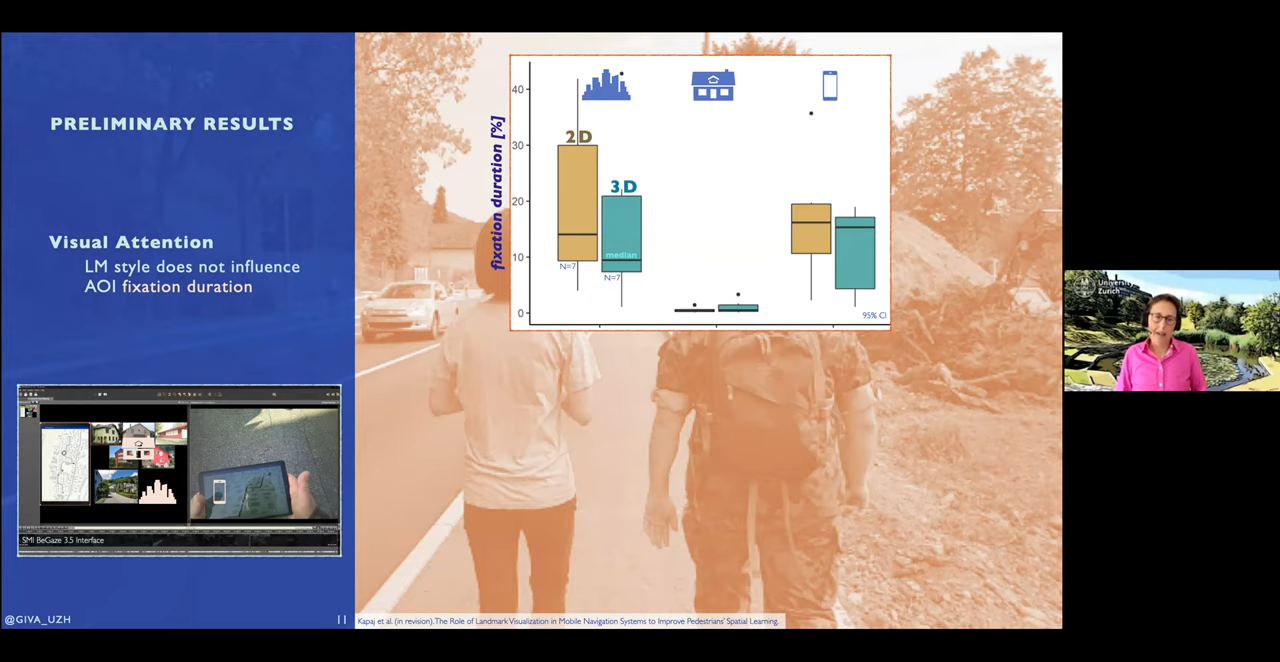 PRELIMINARY RESULTS
Visual Attention
LM style does not influence
AOI fixation duration
SMI BeGaze 3.5 Interface
@GIVA_UZH
11
fixation duration [%]
40
30
20
10
0
2D
3D
median
N=7
N=7
95% CI
Kapaj et al. (in revision). The Role of Landmark Visualization in Mobile Navigation Systems to Improve Pedestrians' Spatial Learning.
University
Zurich